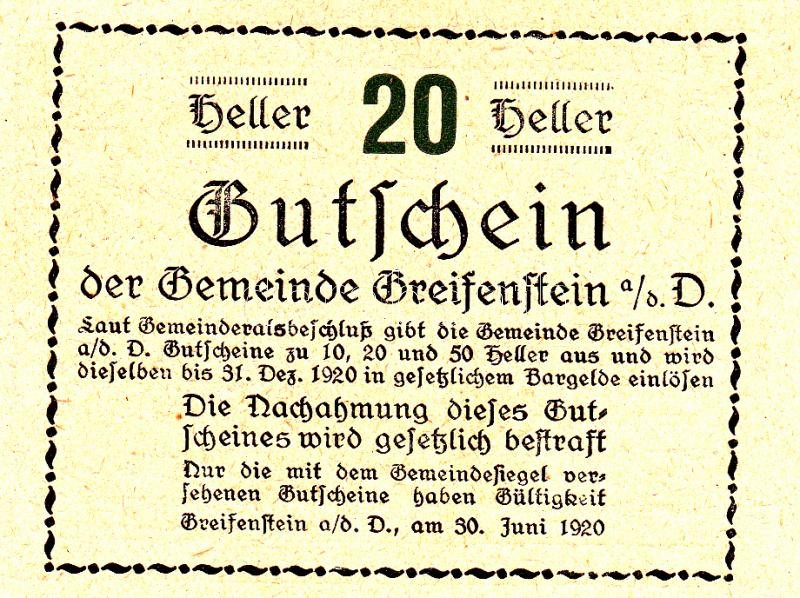 Heller 20 Heller
Gutschein
der Gemeinde Greifenstein a/d. D.
Laut Gemeinderatsbeschluß gibt die Gemeinde Greifenstein
a/d. D. Gutscheine zu 10, 20 und 50 Heller aus und wird
dieselben bis 31. Dez. 1920 in gesetzlichem Bargelde einlösen
Die Nachahmung dieses Gut-
scheines wird gesetzlich bestraft
Nur die mit dem Gemeindesiegel ver-
sehenen Gutscheine haben Gültigkeit
Greifenstein a/d. D., am 30. Juni 1920